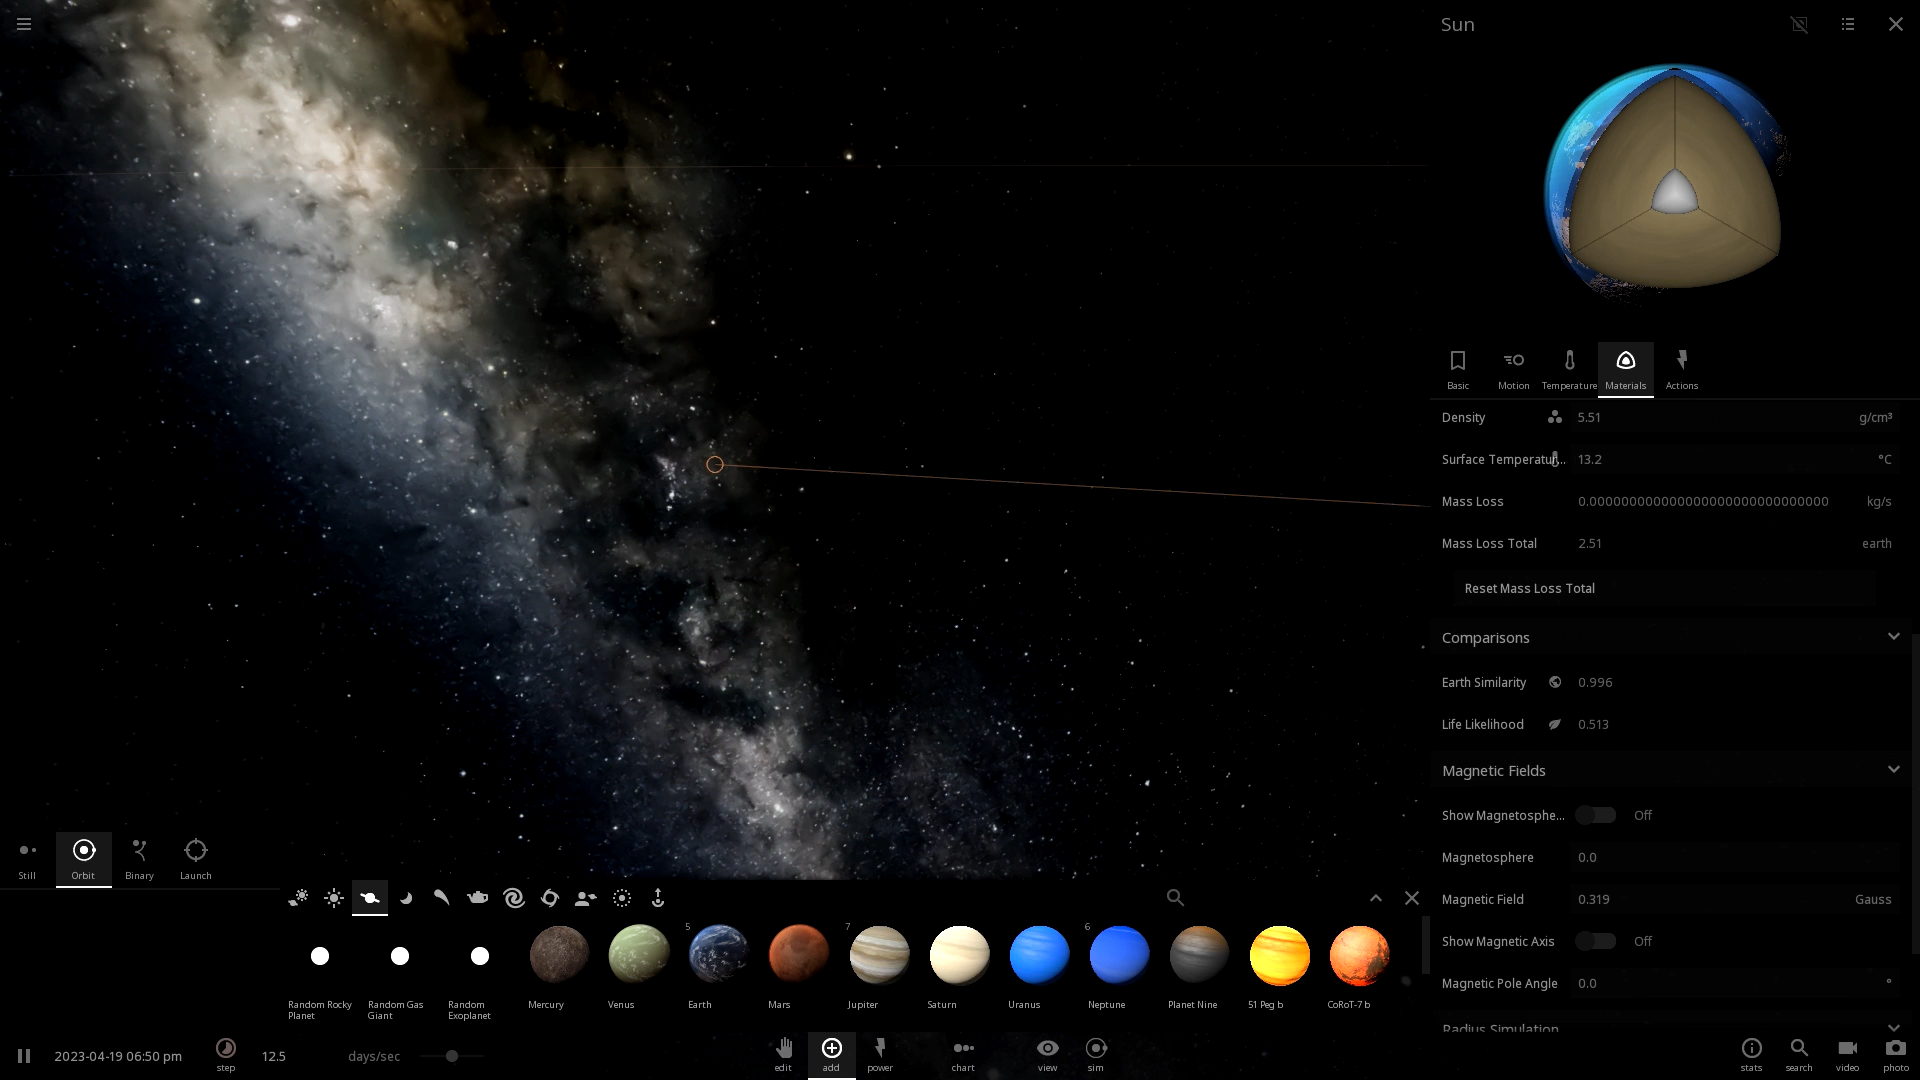 Sun
Basic
Motion
Temperature
Materials
Actions
Density 5.51 g/cm³
Surface Temperatur... 13.2 °C
Mass Loss 0.000000000000000000000000000000 kg/s
Mass Loss Total 2.51 earth
Reset Mass Loss Total
Comparisons
Earth Similarity 0.996
Life Likelihood 0.513
Magnetic Fields
Show Magnetosphe... Off
Magnetosphere 0.0
Magnetic Field 0.319 Gauss
Show Magnetic Axis Off
Magnetic Pole Angle 0.0 °
Radius Simulation
Still
Orbit
Binary
Launch
5
7
6
Random Rocky
Planet
Random Gas
Giant
Random
Exoplanet
Mercury
Venus
Earth
Mars
Jupiter
Saturn
Uranus
Neptune
Planet Nine
51 Peg b
CoRoT-7 b
2023-04-19 06:50 pm
step
12.5 days/sec
edit
add
power
chart
view
sim
stats
search
video
photo